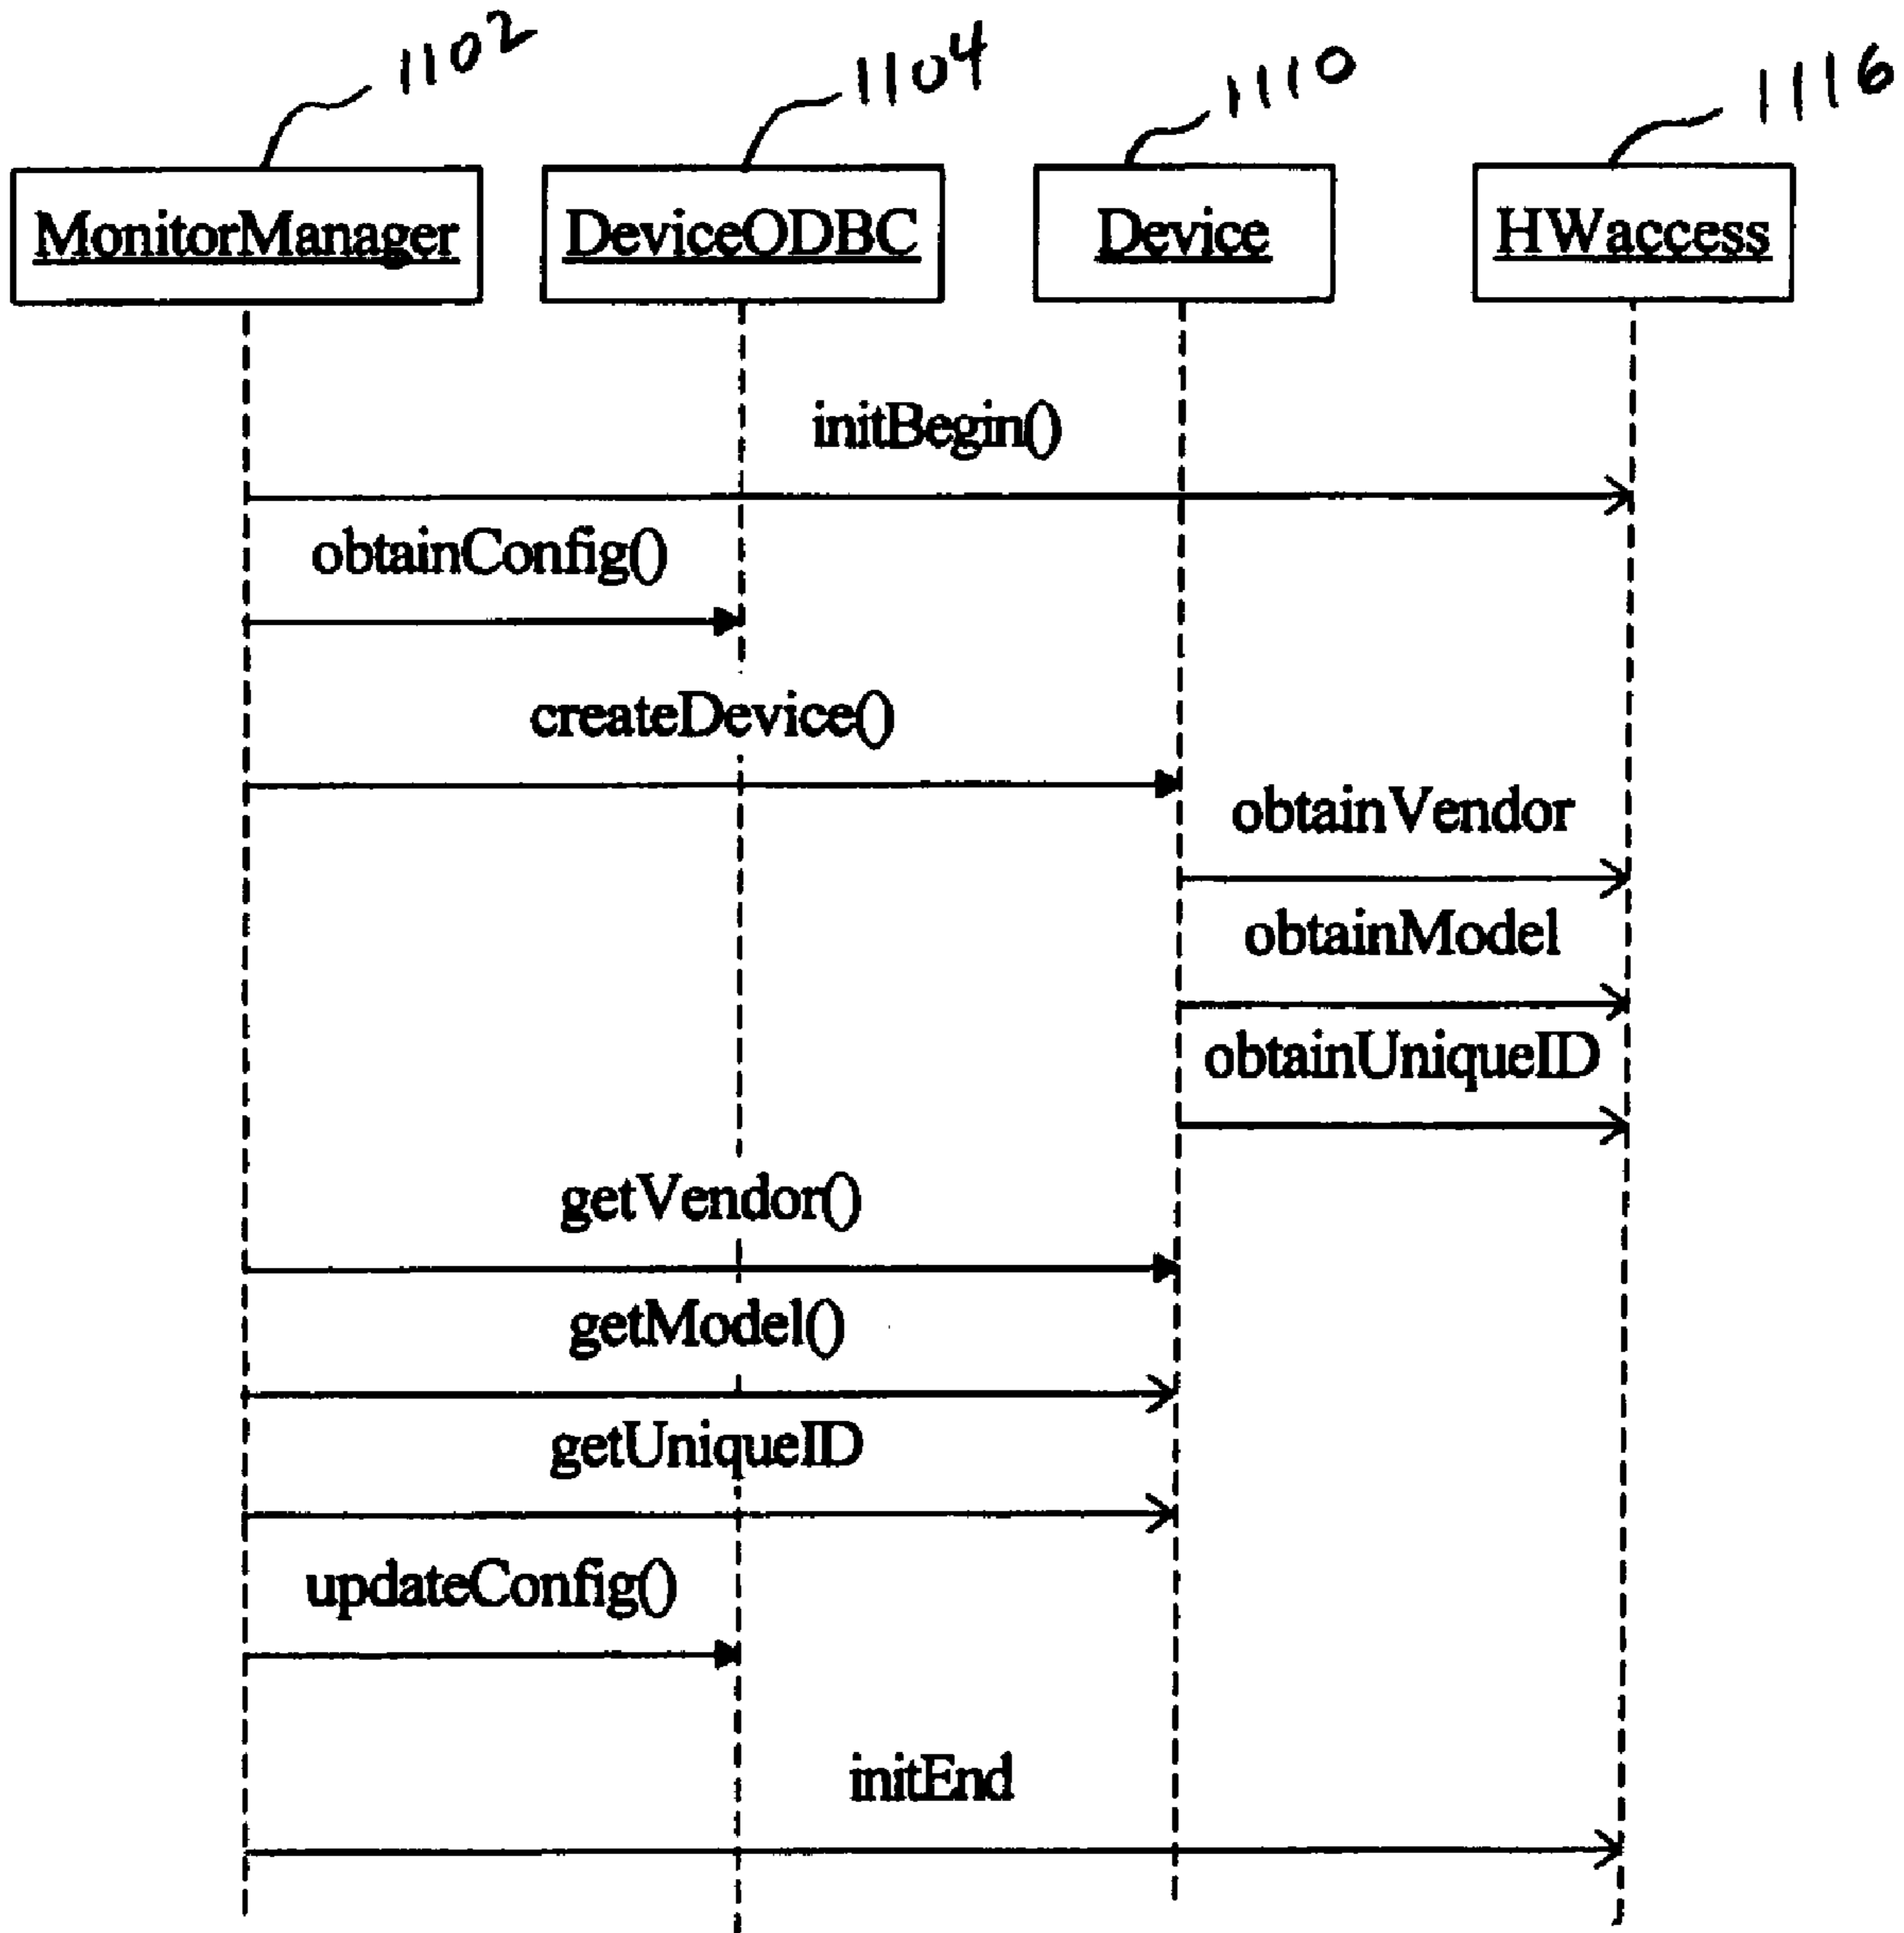 1102
1104
1110
1116
MonitorManager
DeviceODBC
Device
HWaccess
initBegin()
obtainConfig()
createDevice()
obtainVendor
obtainModel
obtainUniqueID
getVendor()
getModel()
getUniqueID
updateConfig()
initEnd